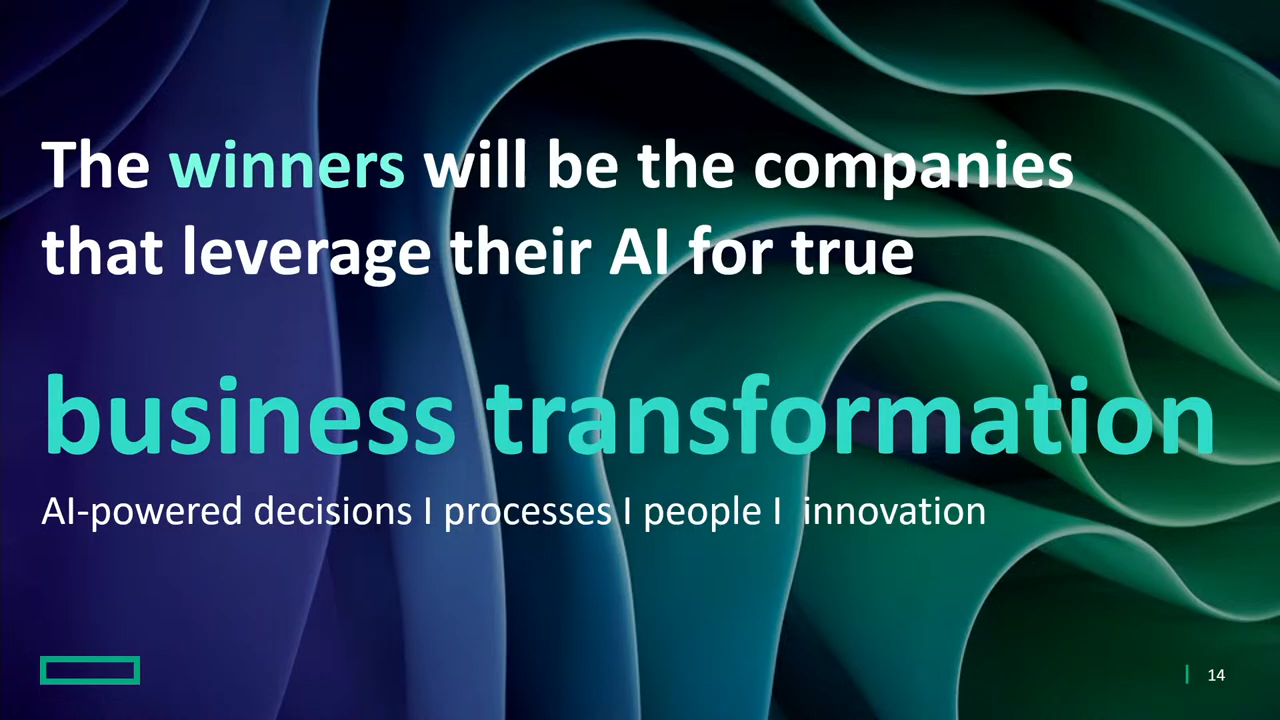 The winners will be the companies
that leverage their AI for true
business transformation
AI-powered decisions I processes I people I  innovation
14